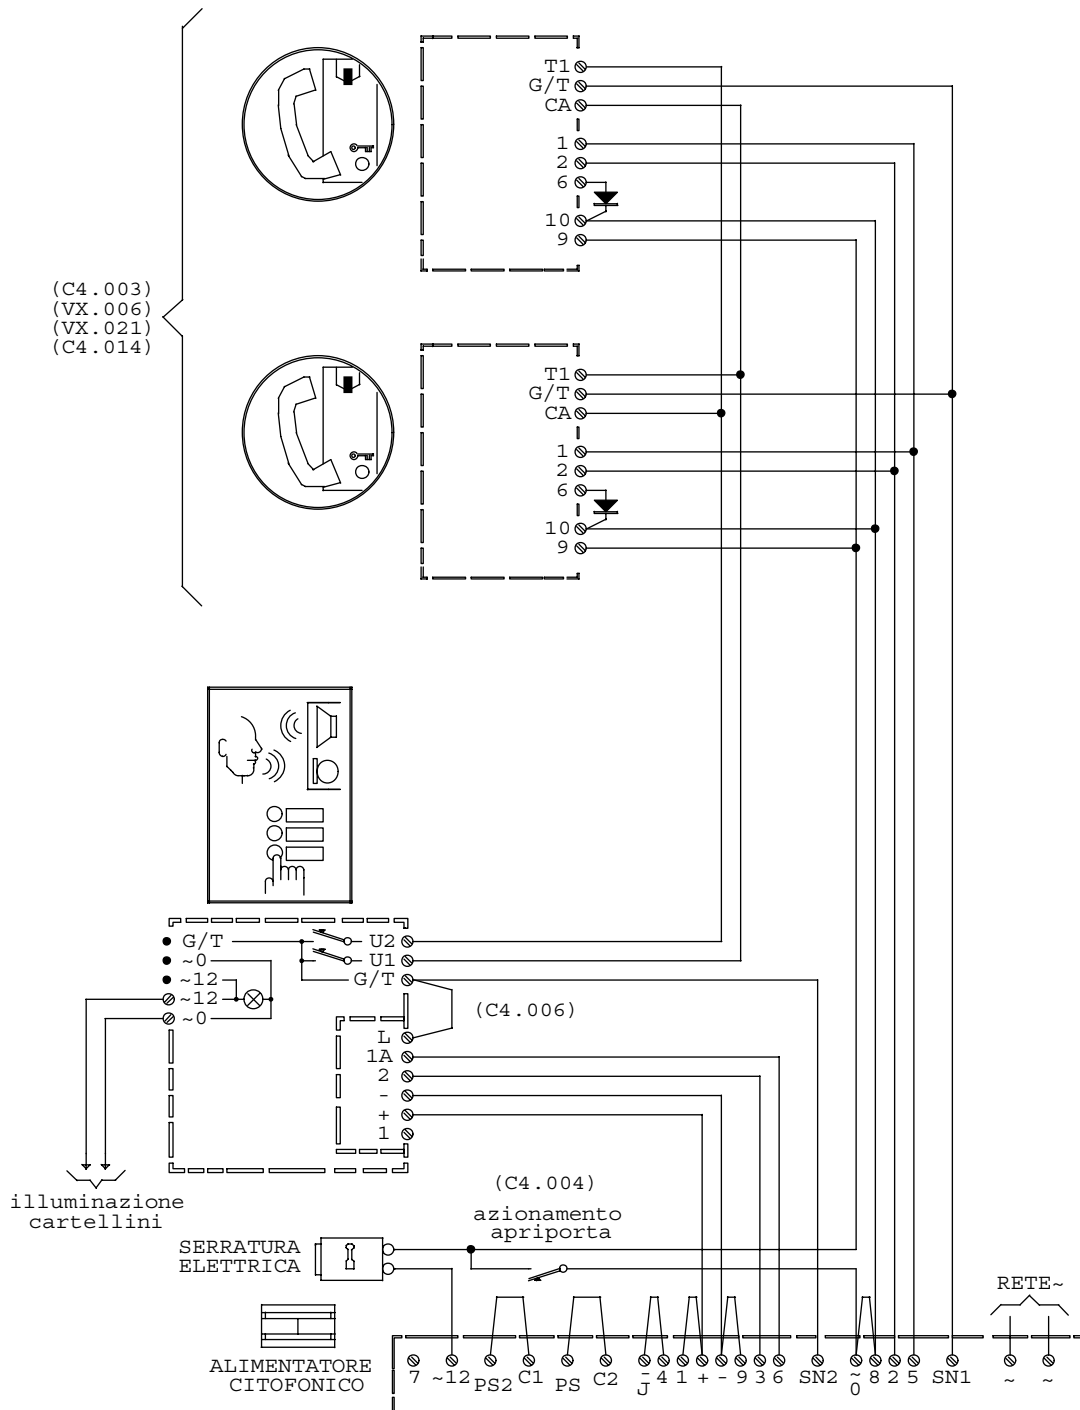 T1
G/T
CA
1
2
6
10
9
(C4.003)
(VX.006)
(VX.021)
(C4.014)
T1
G/T
CA
1
2
6
10
9
G/T
~0
~12
~12
~0
U2
U1
G/T
(C4.006)
L
1A
2
-
+
1
illuminazione
cartellini
(C4.004)
azionamento
apriporta
SERRATURA
ELETTRICA
RETE~
ALIMENTATORE
CITOFONICO
7 ~12 PS2 C1 PS C2 -J 4 1 + - 9 3 6 SN2 ~0 8 2 5 SN1 ~ ~